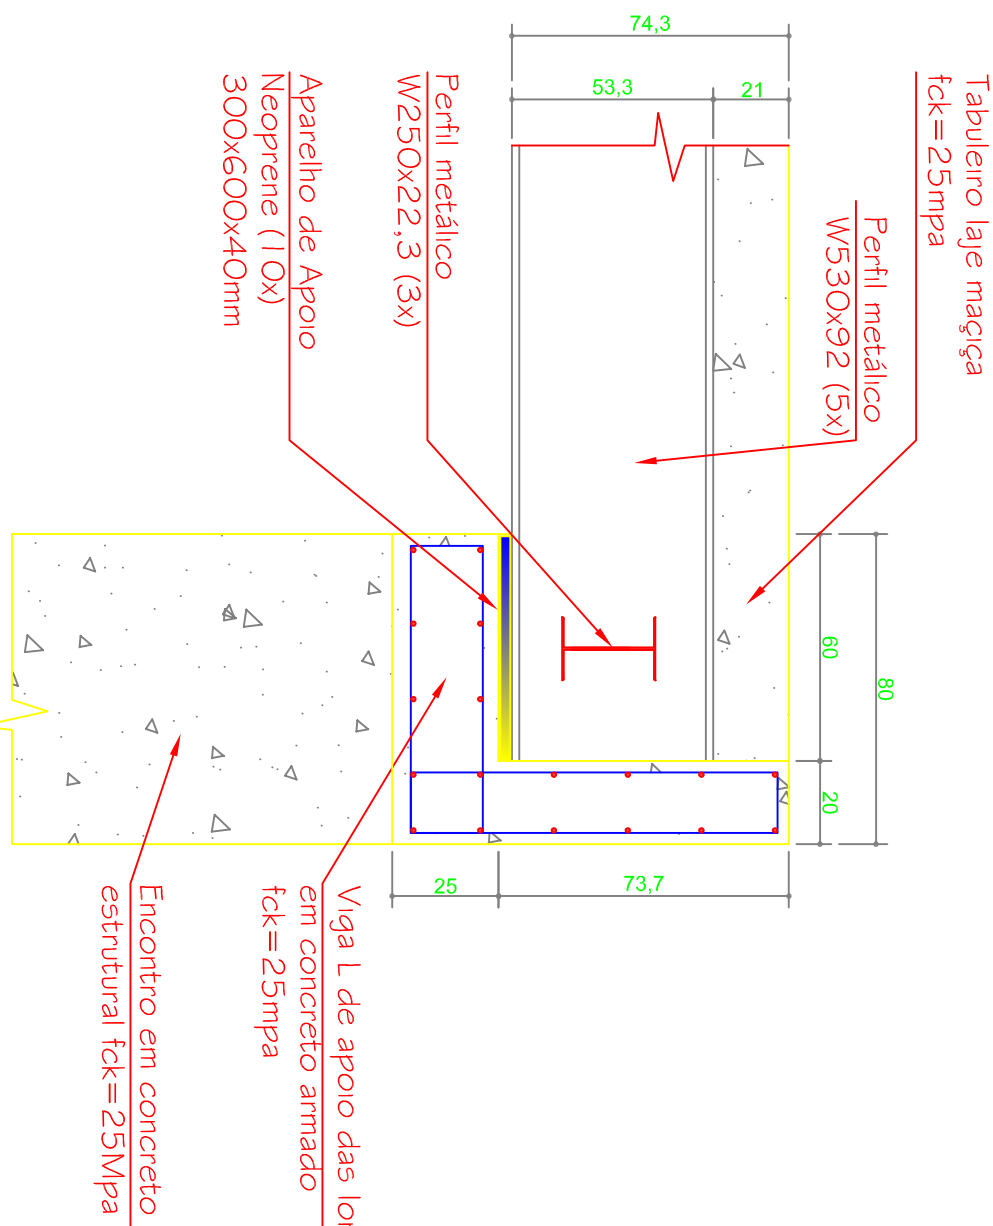 Tabuleiro laje maciça
fck=25mpa
Perfil metálico
W530x92 (5x)
Perfil metálico
W250x22,3 (3x)
Aparelho de Apoio
Neoprene (10x)
300x600x40mm
Viga L de apoio das
em concreto armado
fck=25mpa
Encontro em concreto
estrutural fck=25Mpa
74,3
53,3
21
60
80
20
25
73,7